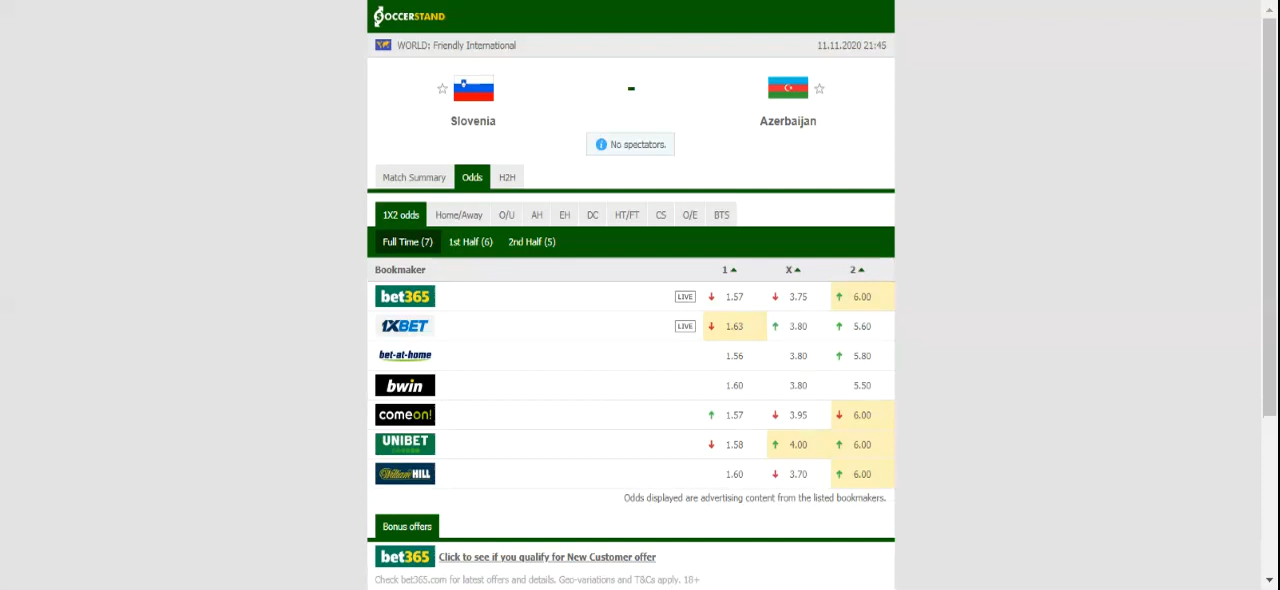 SOCCERSTAND
WORLD: Friendly International 11.11.2020 21:45
-
Slovenia Azerbaijan
No spectators.
Match Summary Odds H2H
1X2 odds Home/Away O/U AH EH DC HT/FT CS O/E BTS
Full Time (7) 1st Half (6) 2nd Half (5)
Bookmaker 1 X 2
bet365 LIVE 1.57 3.75 6.00
1XBET LIVE 1.63 3.80 5.60
bet-at-home 1.56 3.80 5.80
bwin 1.60 3.80 5.50
comeon! 1.57 3.95 6.00
UNIBET 1.58 4.00 6.00
William HILL 1.60 3.70 6.00
Odds displayed are advertising content from the listed bookmakers.
Bonus offers
bet365 Click to see if you qualify for New Customer offer
Check bet365.com for latest offers and details. Geo-variations and T&Cs apply. 18+